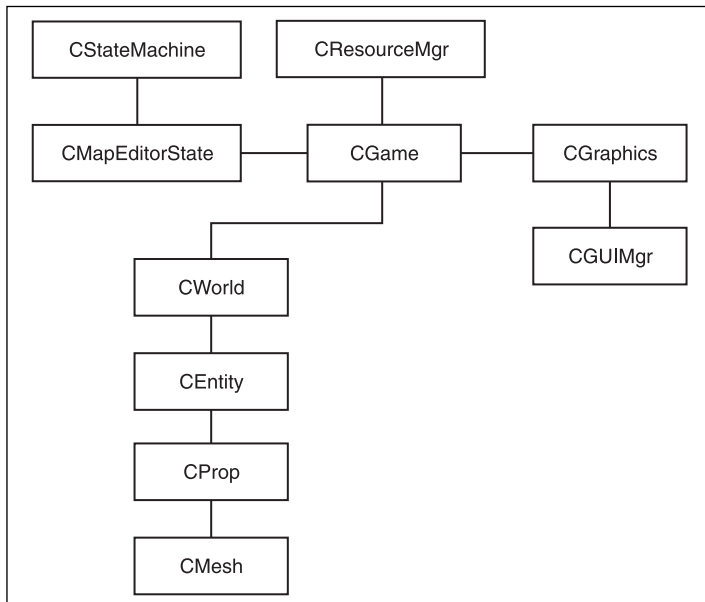 CStateMachine
CResourceMgr
CMapEditorState
CGame
CGraphics
CGUIMgr
CWorld
CEntity
CProp
CMesh